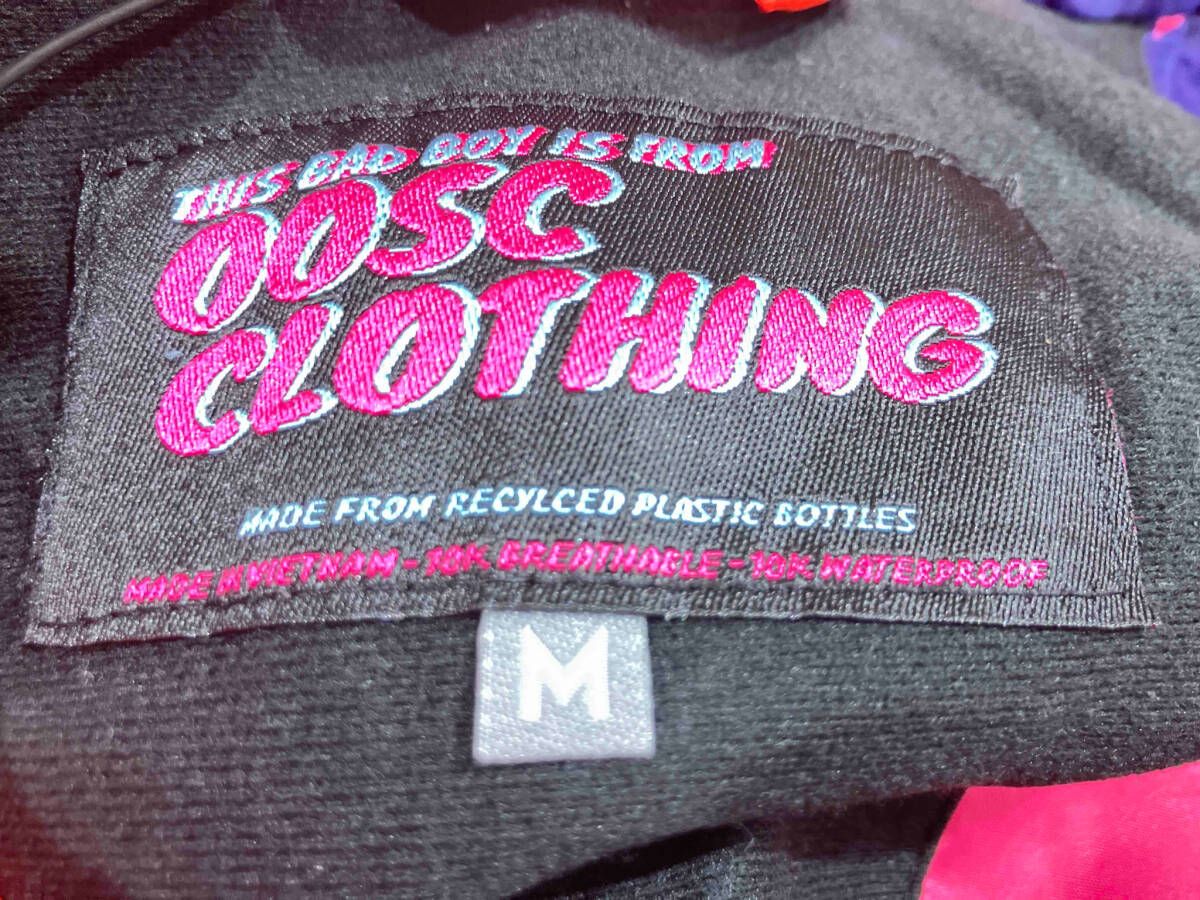 THIS BAD BOY IS FROM
OOSC
CLOTHING
MADE FROM RECYLCED PLASTIC BOTTLES
MADE IN VIETNAM - 10K BREATHABLE - 10K WATERPROOF
M